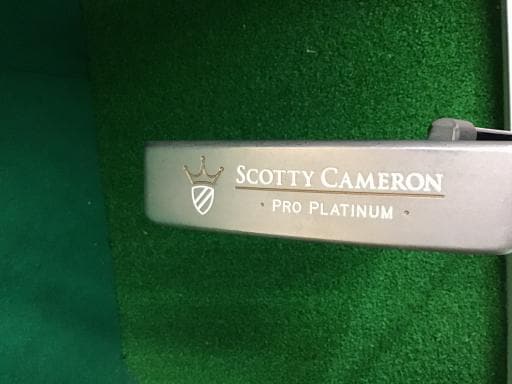 SCOTTY CAMERON
· PRO PLATINUM ·